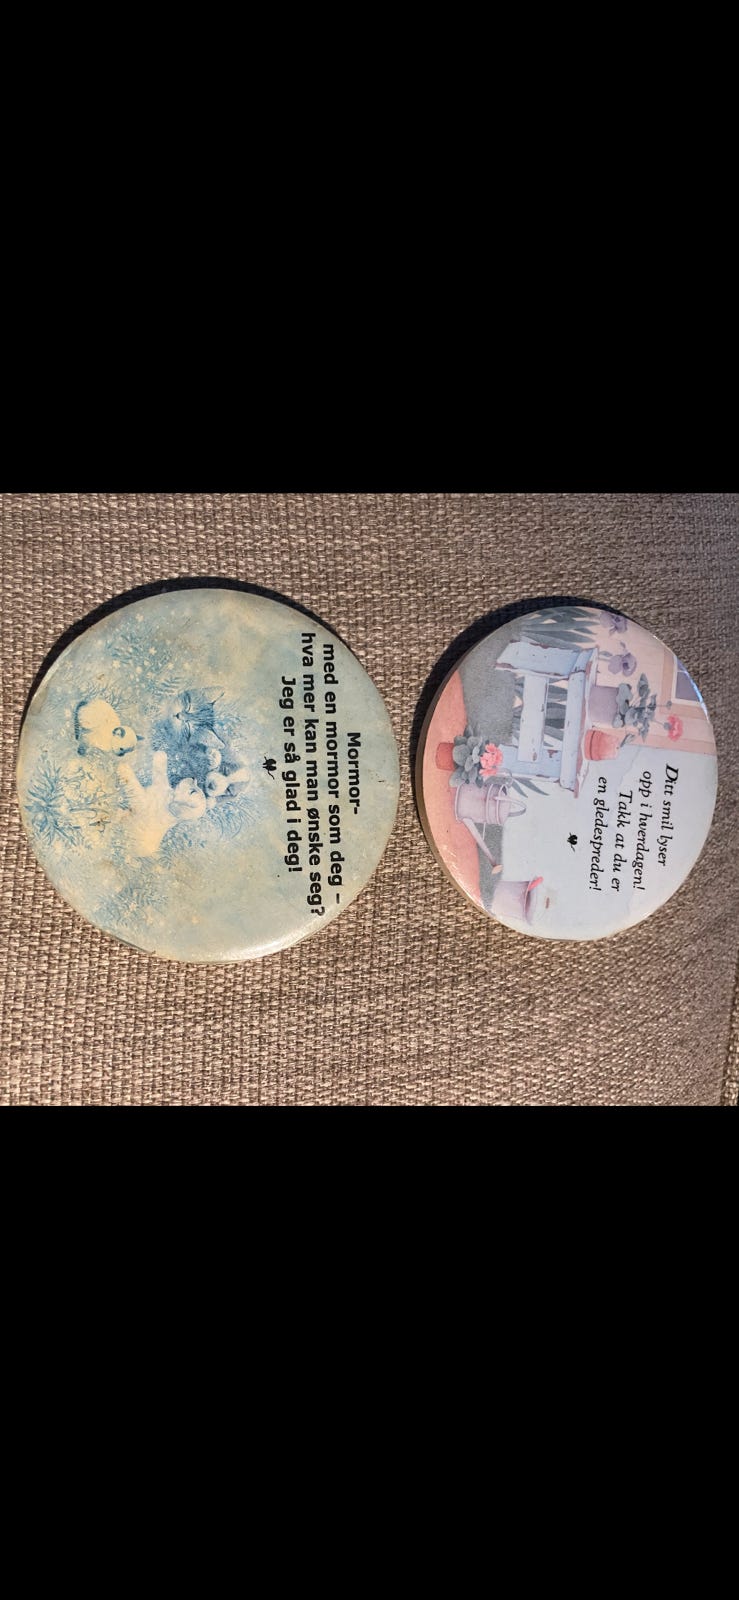 Ditt smil lyser
opp i hverdagen!
Takk at du er
en gledespreder!
Mormor-
med en mormor som deg –
hva mer kan man ønske seg?
Jeg er så glad i deg!